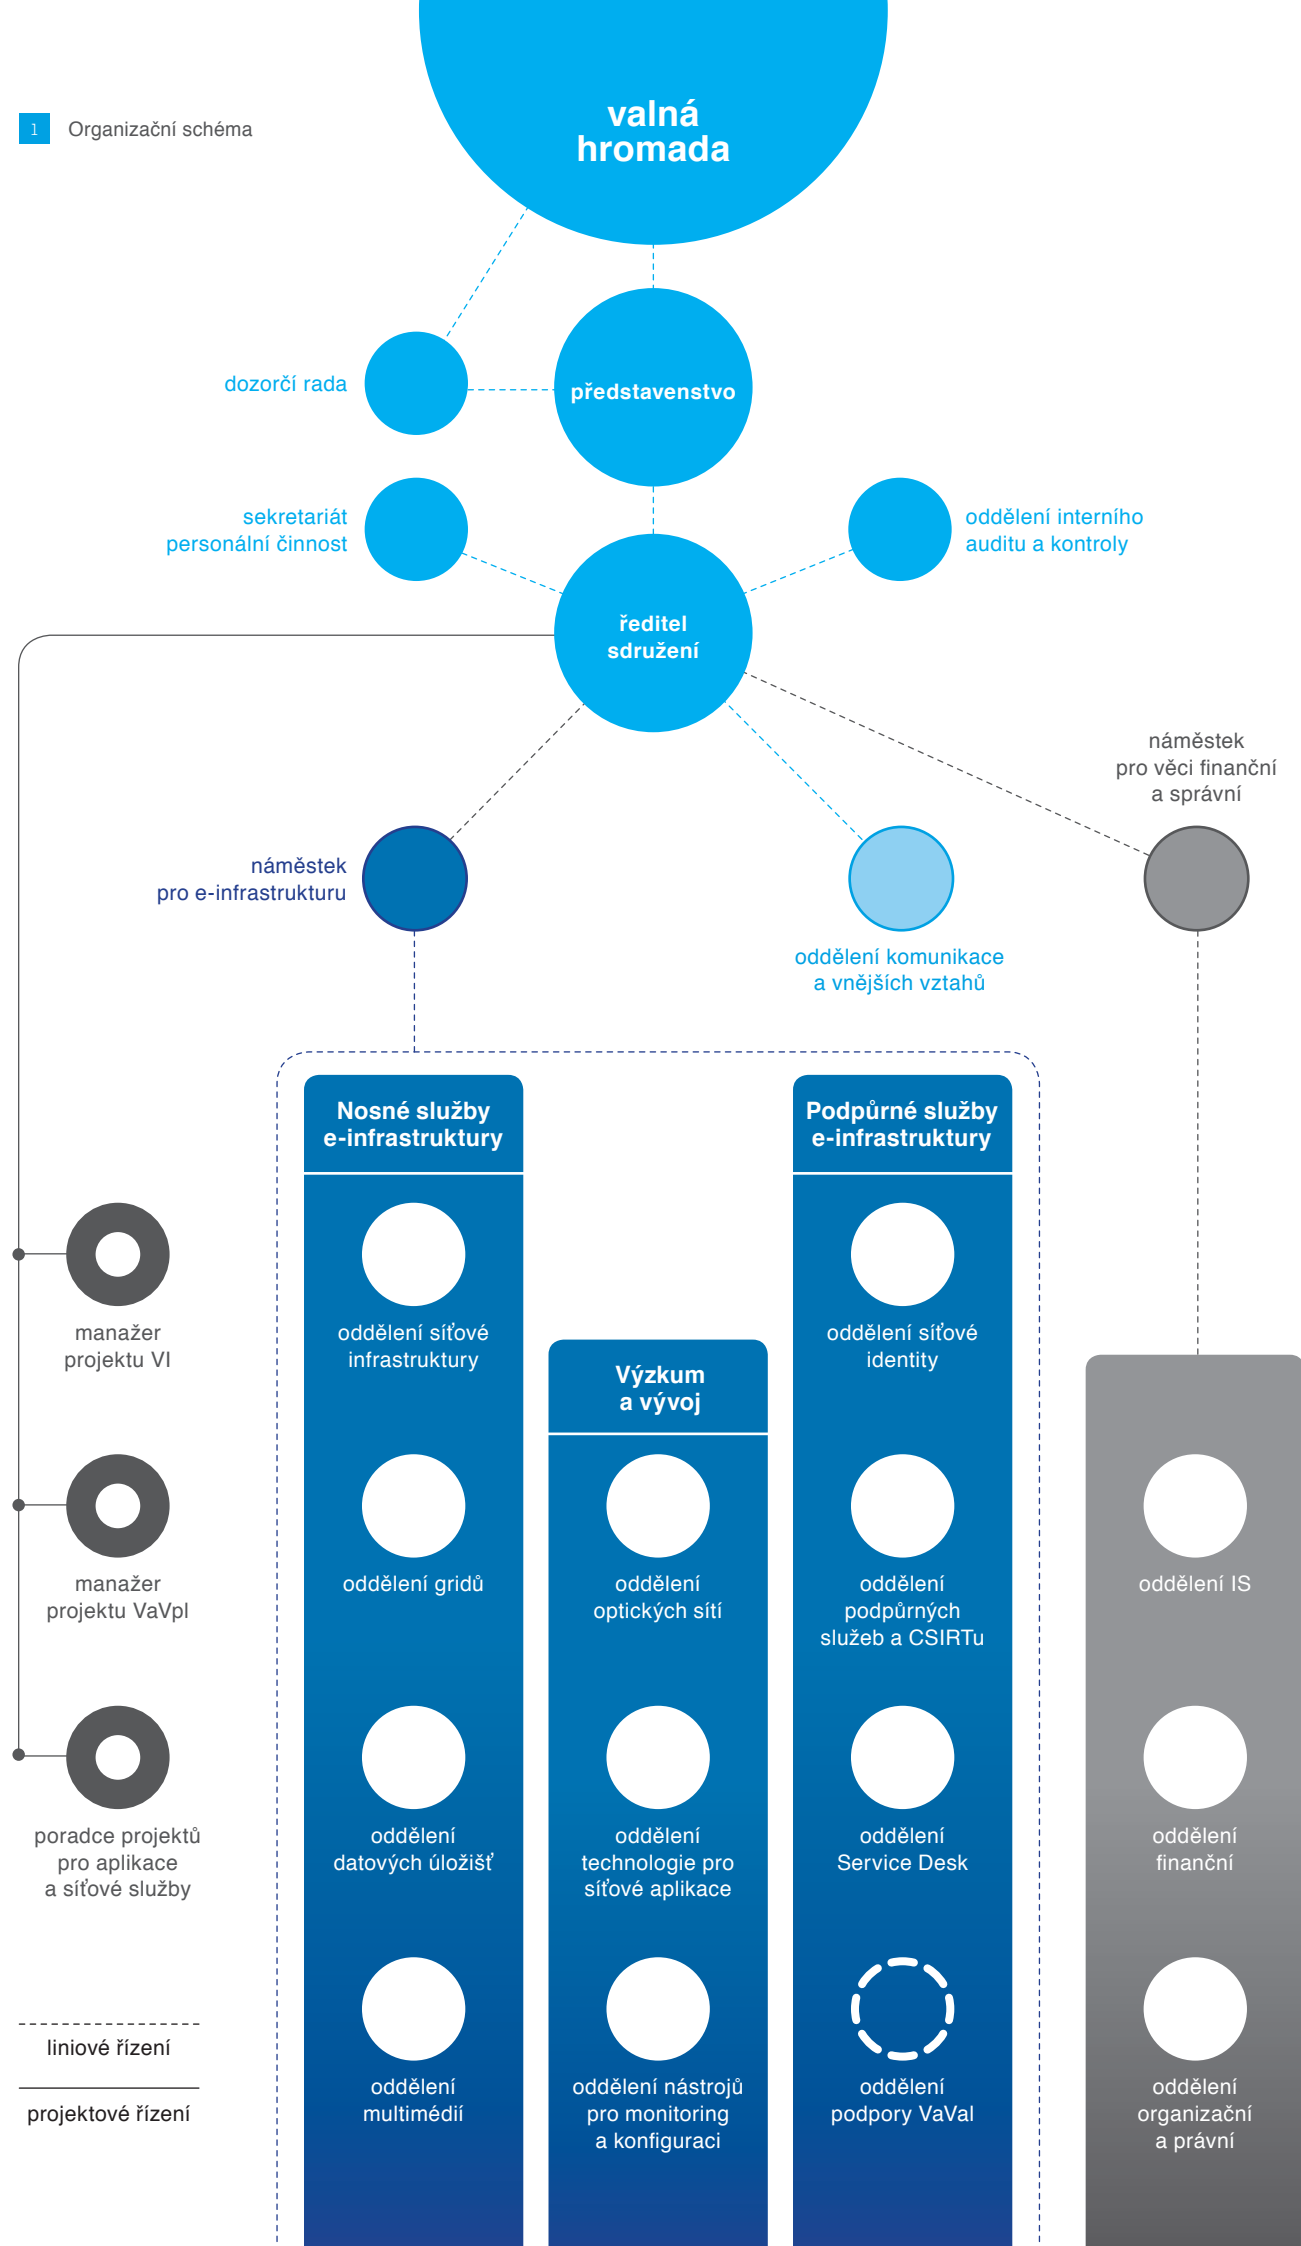 1 Organizační schéma
valná
hromada
dozorčí rada
představenstvo
sekretariát
personální činnost
oddělení interního
auditu a kontroly
ředitel
sdružení
náměstek
pro věci finanční
a správní
náměstek
pro e-infrastrukturu
oddělení komunikace
a vnějších vztahů
Nosné služby
e-infrastruktury
Podpůrné služby
e-infrastruktury
manažer
projektu VI
oddělení síťové
infrastruktury
oddělení síťové
identity
Výzkum
a vývoj
manažer
projektu VaVpI
oddělení gridů
oddělení
optických sítí
oddělení
podpůrných
služeb a CSIRTu
oddělení IS
poradce projektů
pro aplikace
a síťové služby
oddělení
datových úložišť
oddělení
technologie pro
síťové aplikace
oddělení
Service Desk
oddělení
finanční
liniové řízení
projektové řízení
oddělení
multimédií
oddělení nástrojů
pro monitoring
a konfiguraci
oddělení
podpory VaVaI
oddělení
organizační
a právní